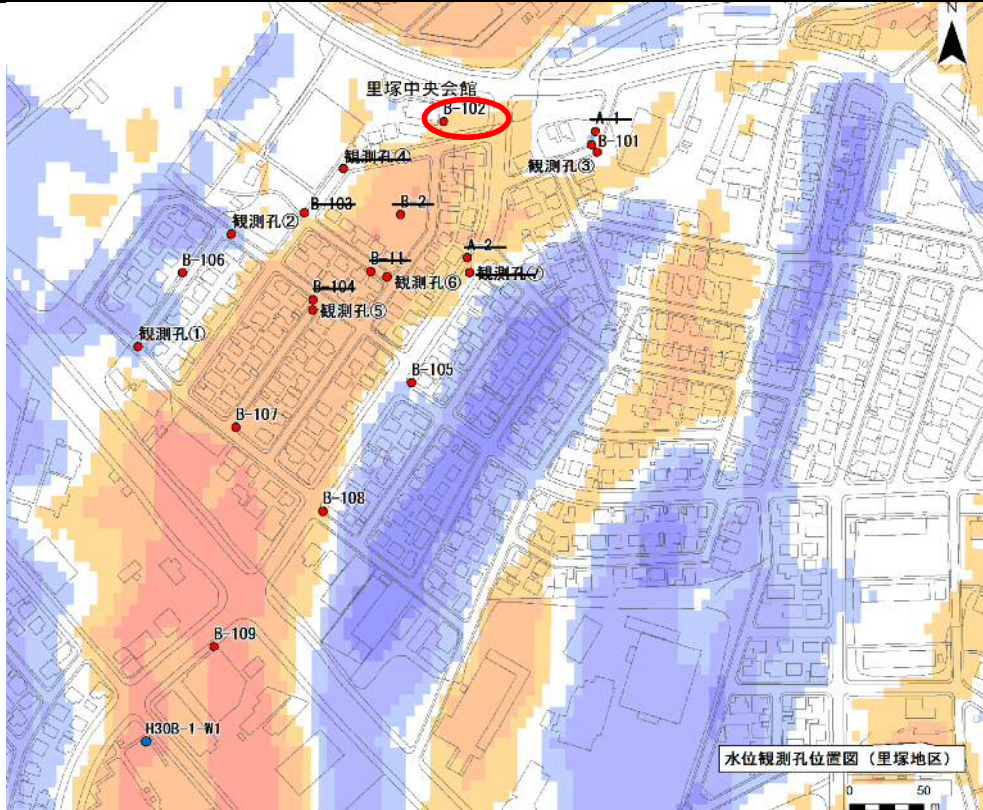 N
里塚中央会館
B-102
A-1
B-101
観測孔③
観測孔④
B-103
B-2
観測孔②
A-2
B-106
B-11
観測孔⑥
観測孔⑦
B-104
観測孔⑤
観測孔①
B-105
B-107
B-108
B-109
H30B-1-W1
水位観測孔位置図（里塚地区）
0 50